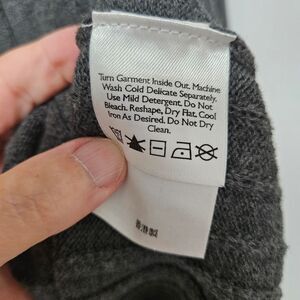 Turn Garment Inside Out. Machine
Wash Cold Delicate Separately.
Use Mild Detergent. Do Not
Bleach. Reshape, Dry Flat. Cool
Iron As Desired. Do Not Dry
Clean.